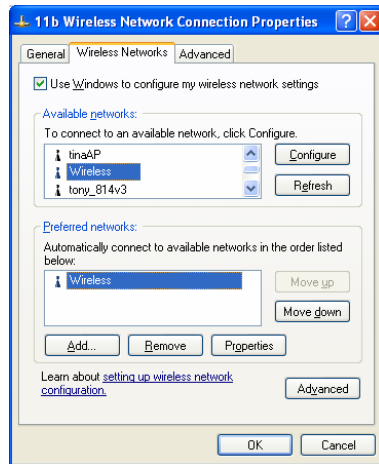 11b Wireless Network Connection Properties
General Wireless Networks Advanced
Use Windows to configure my wireless network settings
Available networks:
To connect to an available network, click Configure.
tinaAP
Wireless
tony_814v3
Configure
Refresh
Preferred networks:
Automatically connect to available networks in the order listed
below:
Wireless
Move up
Move down
Add... Remove Properties
Learn about setting up wireless network
configuration.
Advanced
OK Cancel